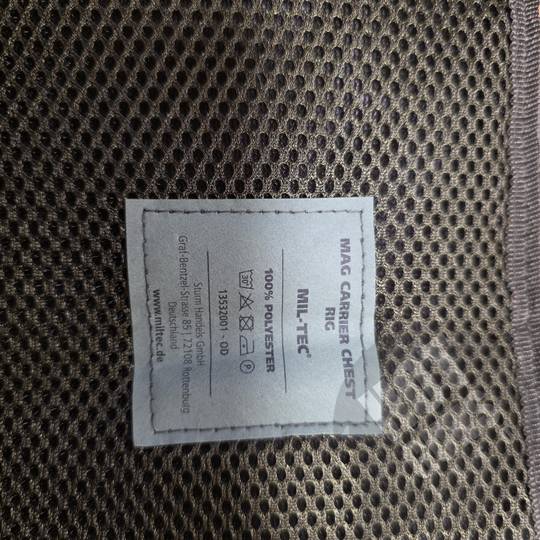 MAG CARRIER CHEST
RIG
MIL-TEC®
100% POLYESTER
30°
P
13532001 - OD
Sturm Handels GmbH
Graf-Bentzel-Strasse 85 | 72108 Rottenburg
Deutschland
www.miltec.de